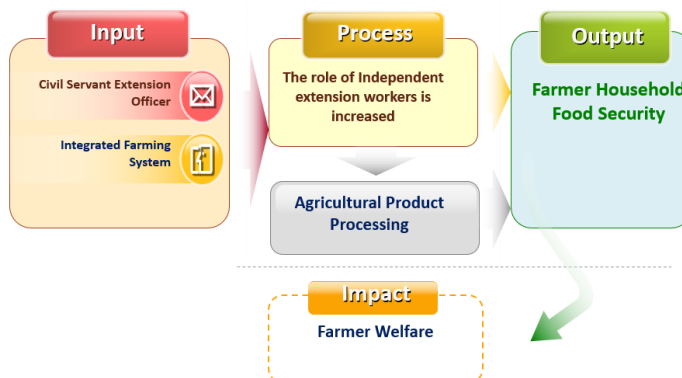 Input
Civil Servant Extension
Officer
Integrated Farming
System
Process
The role of Independent
extension workers is
increased
Agricultural Product
Processing
Output
Farmer Household
Food Security
Impact
Farmer Welfare